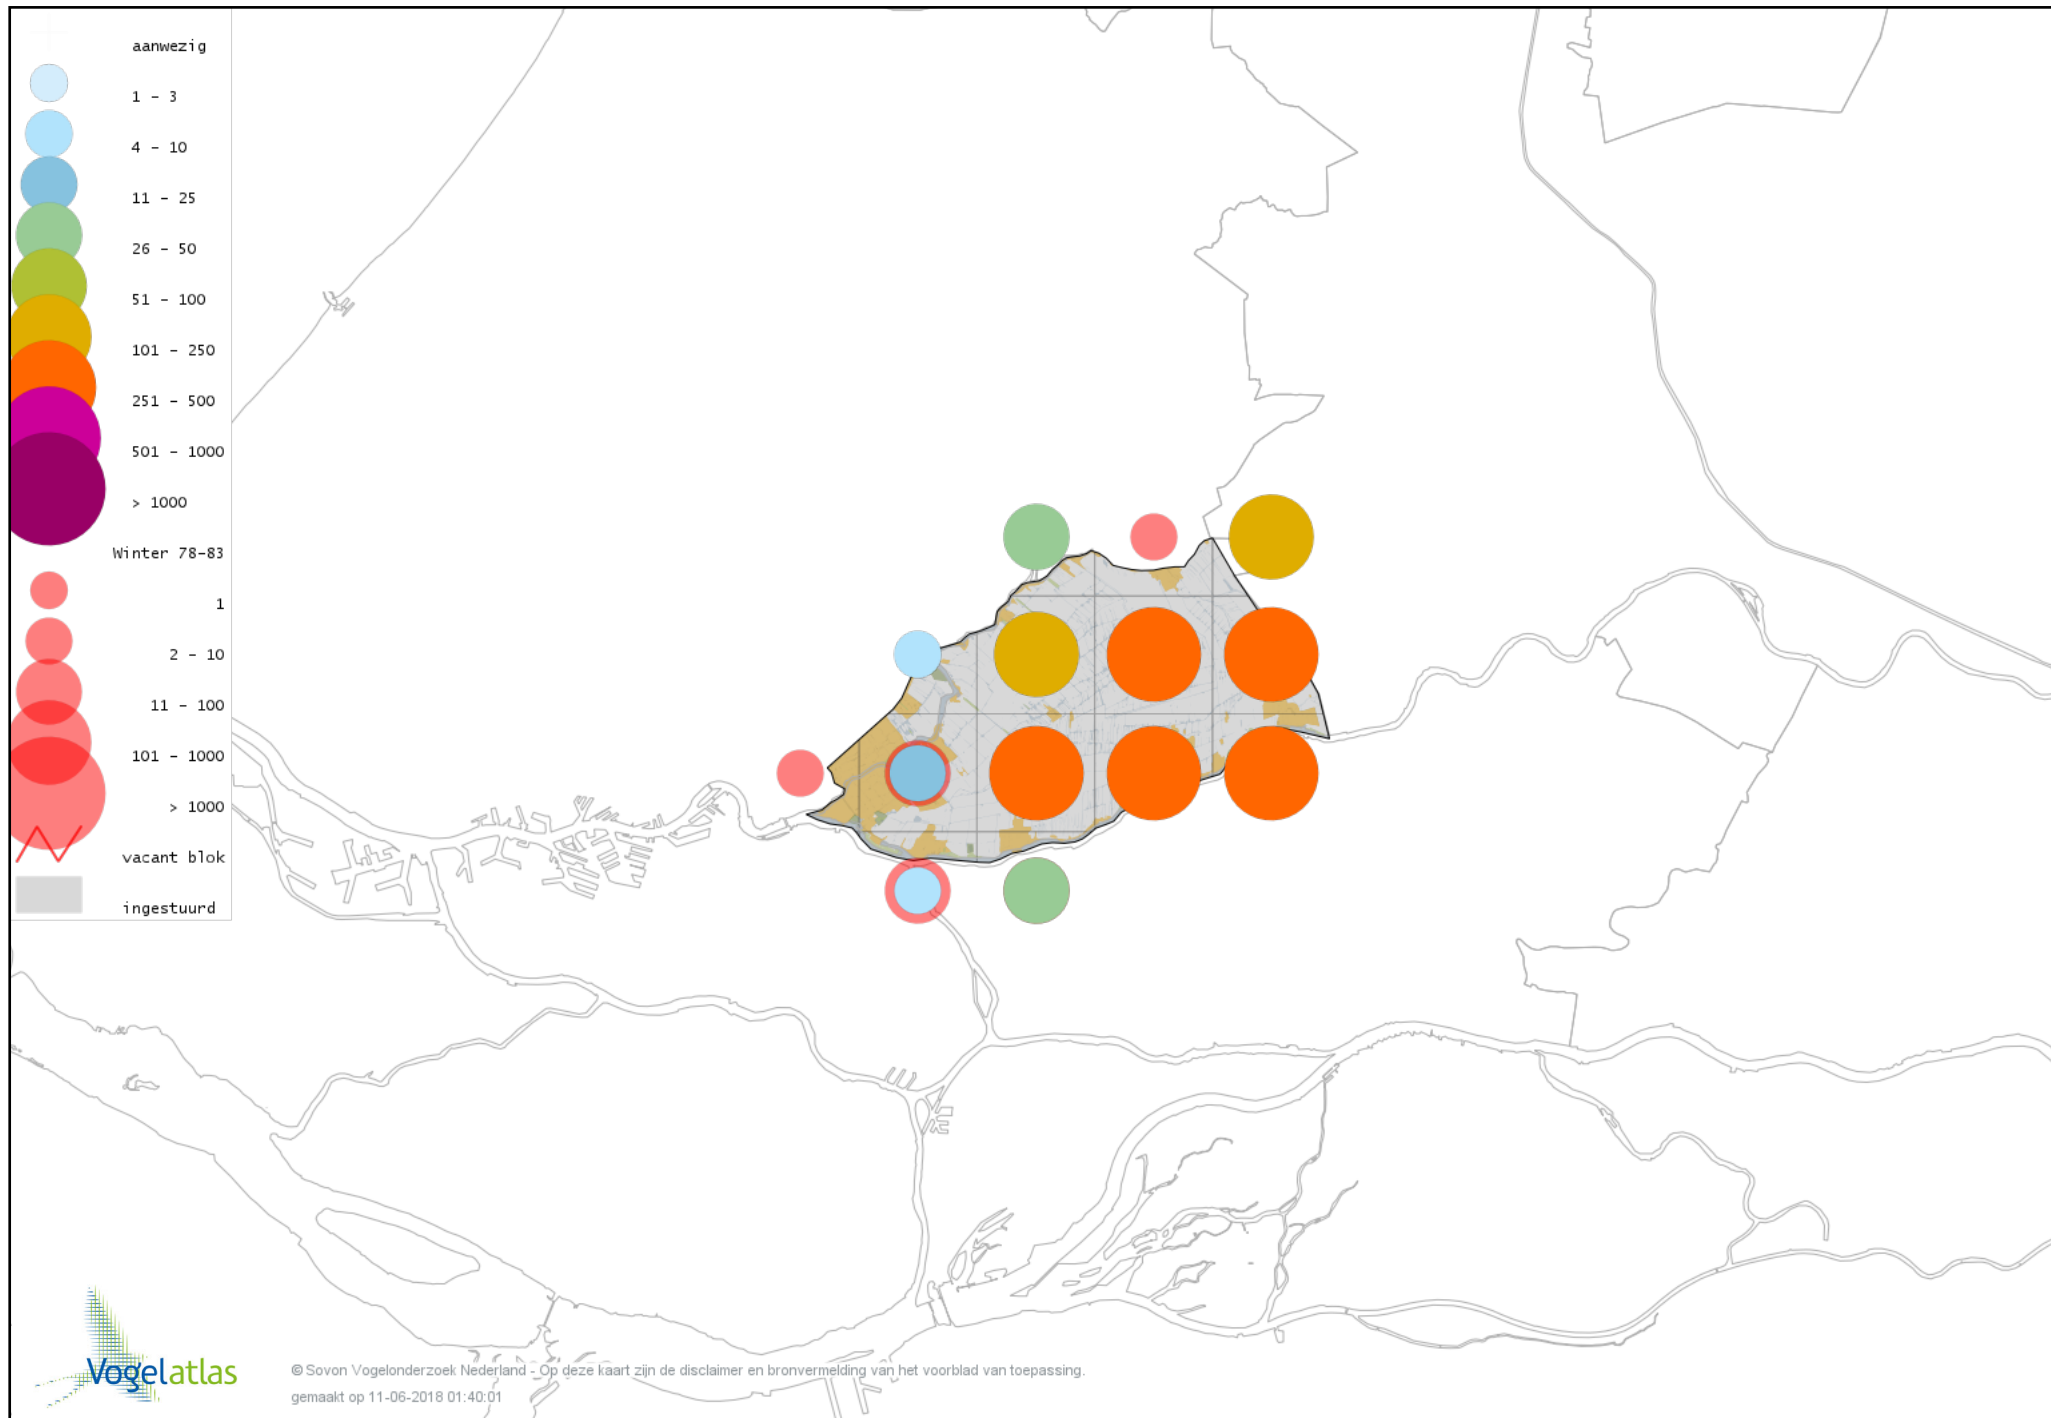 aanwezig
1 - 3
4 - 10
11 - 25
26 - 50
51 - 100
101 - 250
251 - 500
501 - 1000
> 1000
Winter 78-83
1
2 - 10
11 - 100
101 - 1000
> 1000
vacant blok
ingestuurd
Vogelatlas
© Sovon Vogelonderzoek Nederland - Op deze kaart zijn de disclaimer en bronvermelding van het voorblad van toepassing.
gemaakt op 11-06-2018 01:40:01